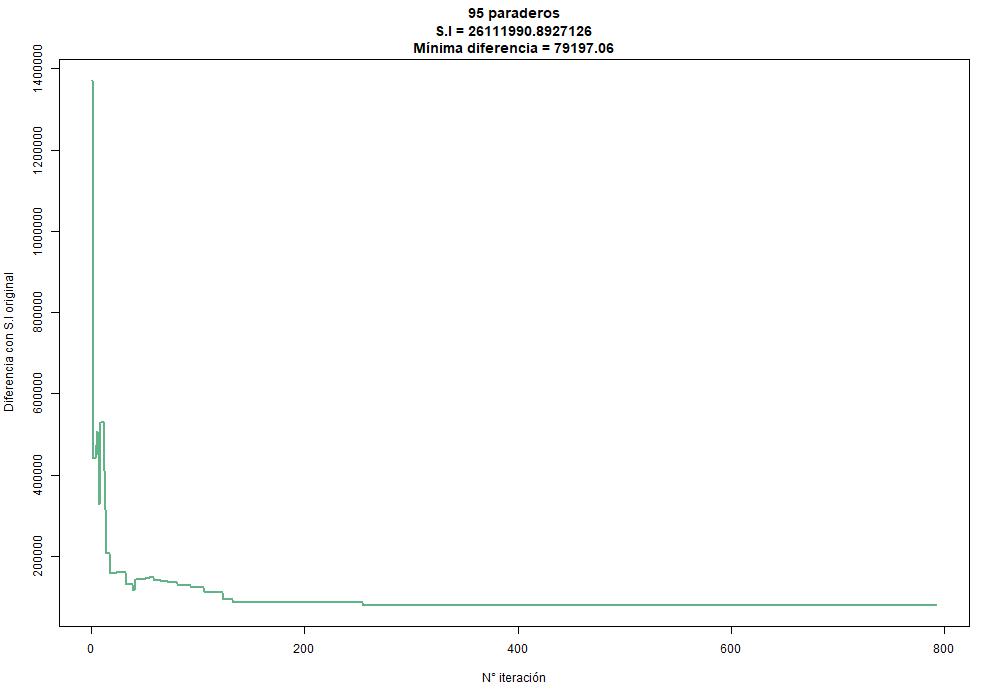 95 paraderos
S.I = 26111990.8927126
Mínima diferencia = 79197.06
Diferencia con S.I original
1400000
1200000
1000000
800000
600000
400000
200000
0 200 400 600 800
N° iteración